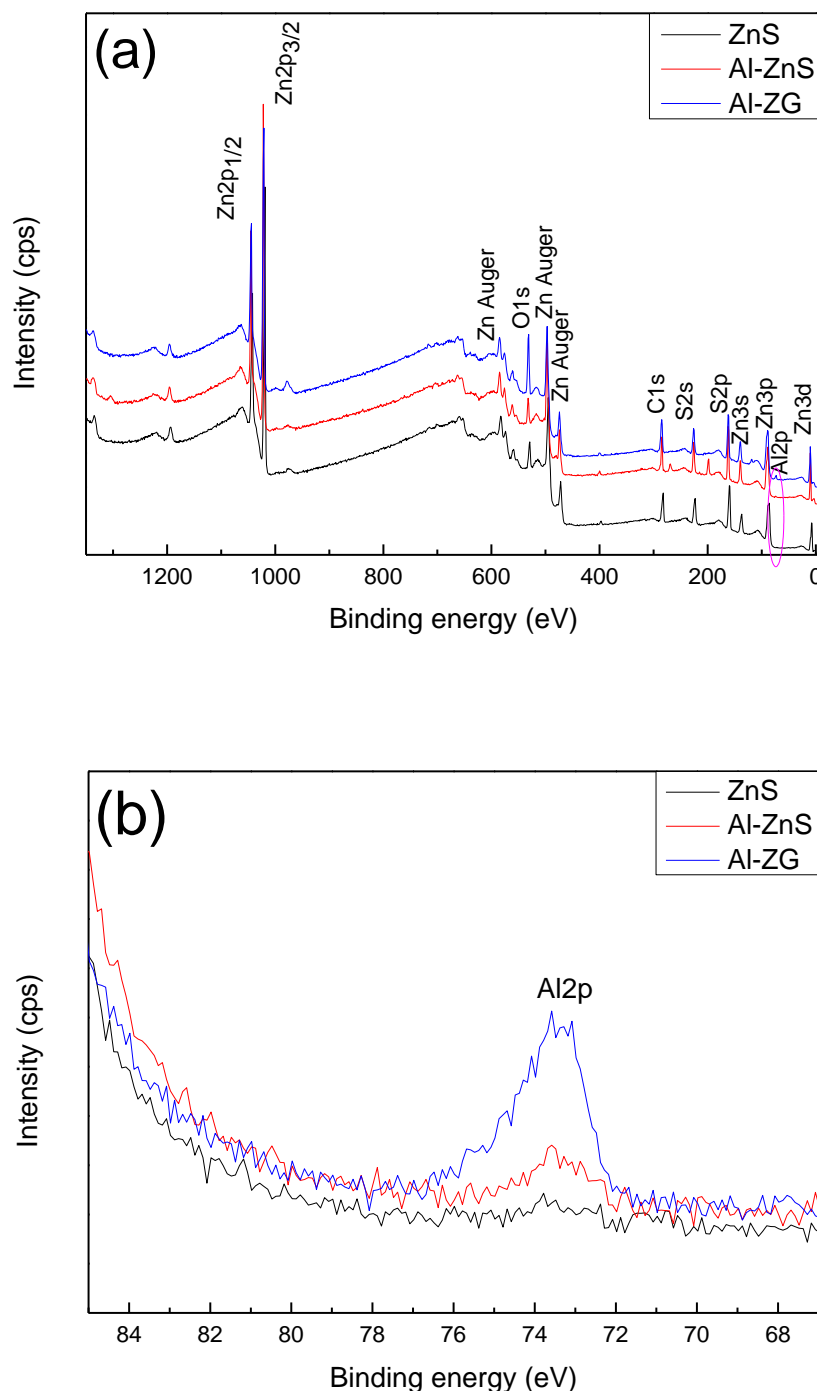 (a)
ZnS
Al-ZnS
Al-ZG
Zn2p1/2
Zn2p3/2
Zn Auger
O1s
Zn Auger
Zn Auger
C1s
S2s
S2p
Zn3s
Zn3p
Al2p
Zn3d
Intensity (cps)
1200 1000 800 600 400 200 0
Binding energy (eV)
(b)
ZnS
Al-ZnS
Al-ZG
Al2p
Intensity (cps)
84 82 80 78 76 74 72 70 68
Binding energy (eV)